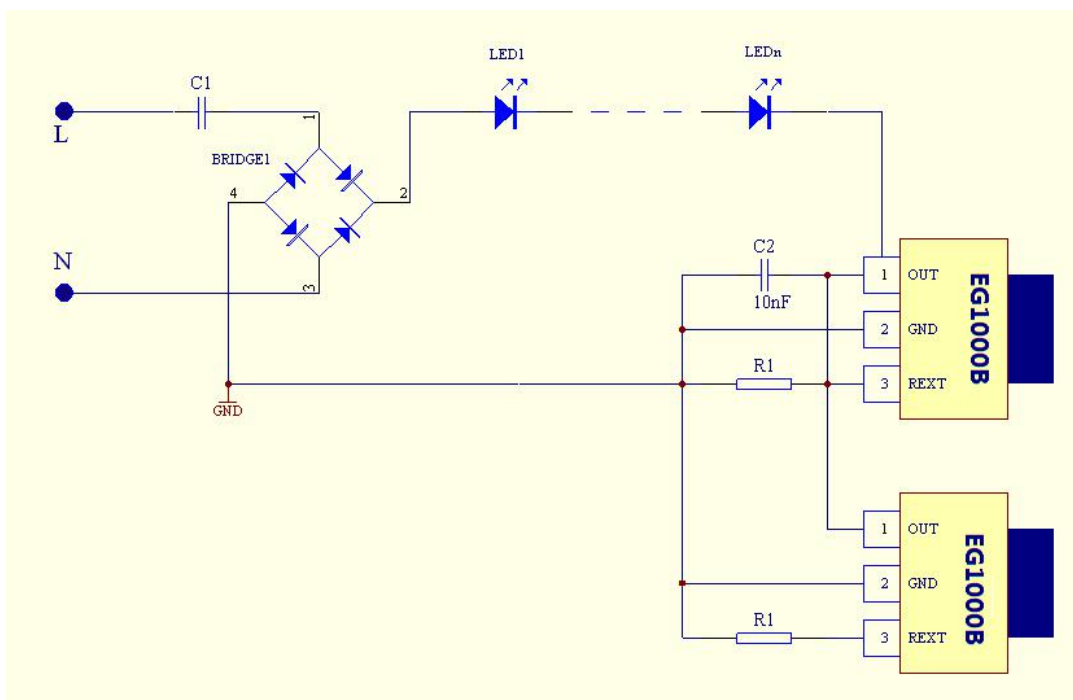 LED1
LEDn
C1
L
1
BRIDGE1
4
2
N
3
C2
10nF
1 OUT
2 GND
3 REXT
EG1000B
R1
GND
1 OUT
2 GND
3 REXT
EG1000B
R1